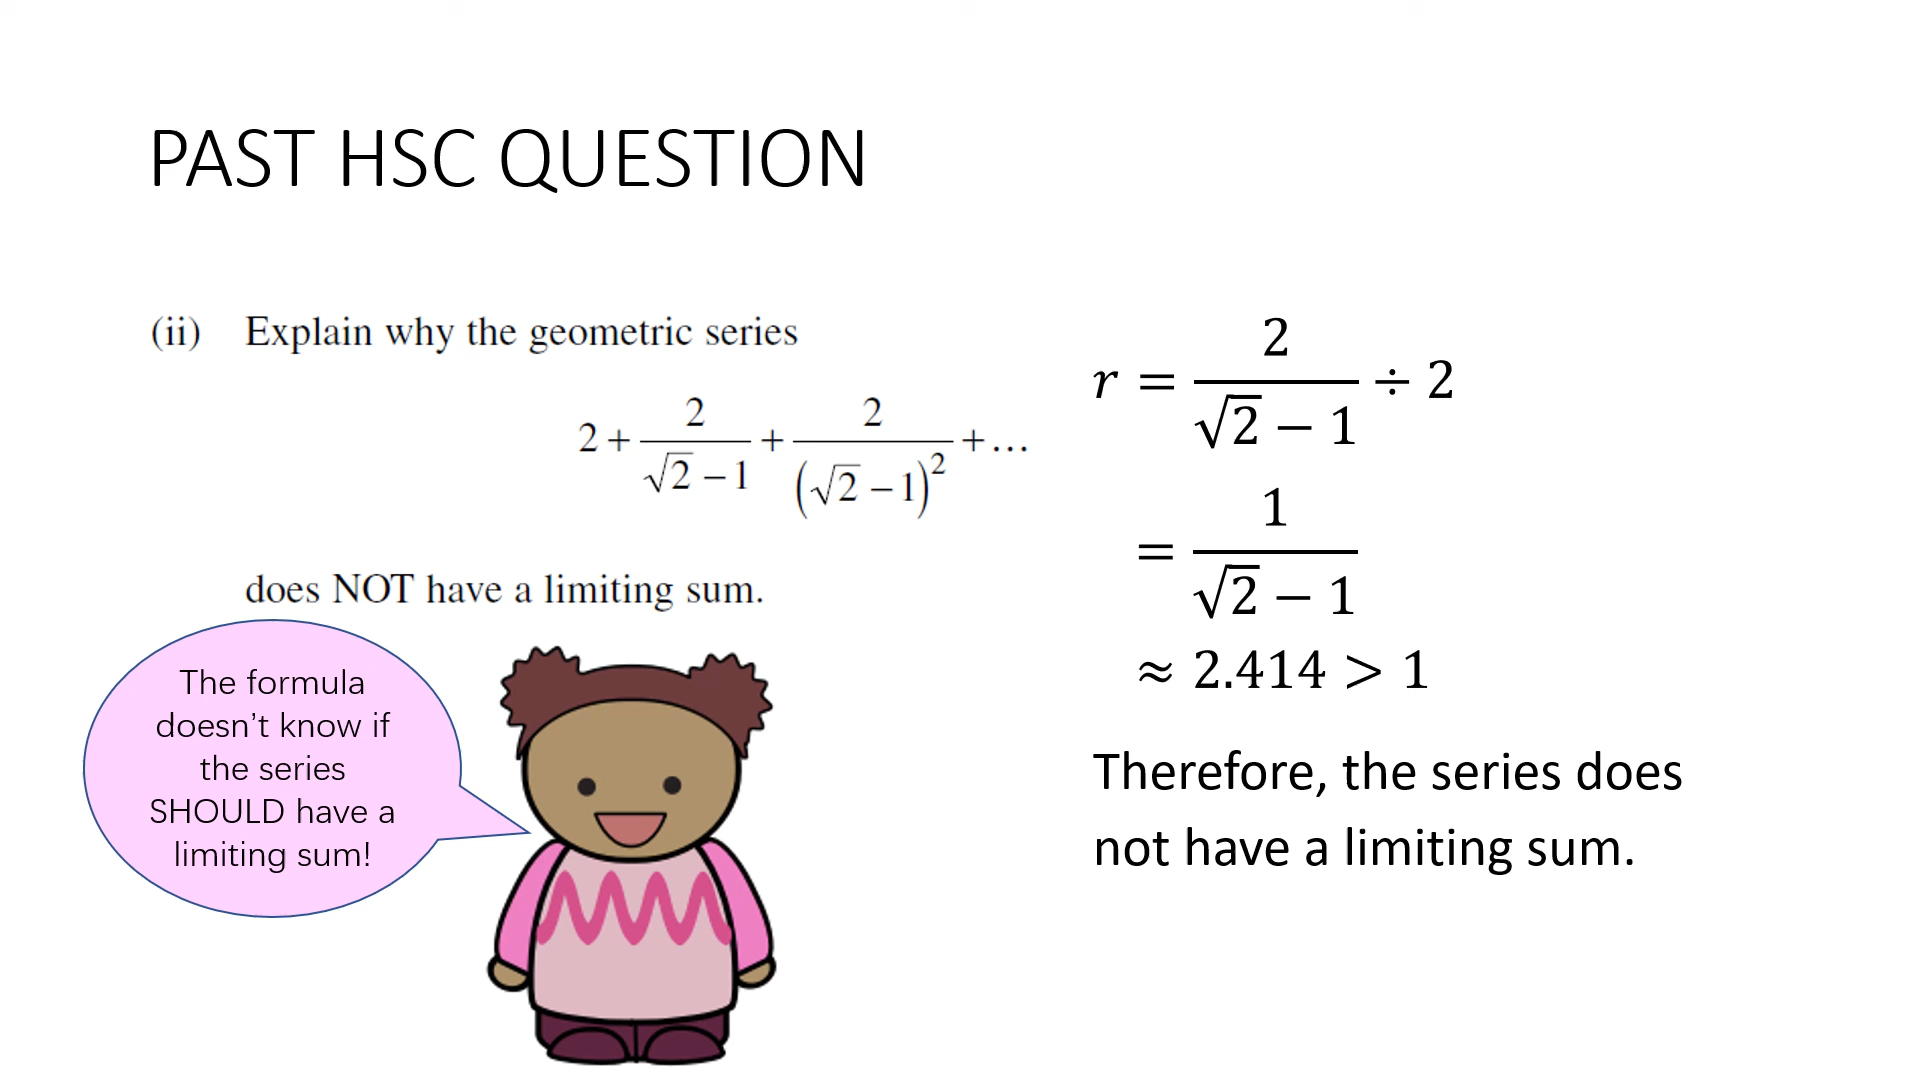 PAST HSC QUESTION
(ii) Explain why the geometric series
2 + 2/(√2 − 1) + 2/(√2 − 1)² + …
does NOT have a limiting sum.
The formula
doesn’t know if
the series
SHOULD have a
limiting sum!
r = 2/(√2 − 1) ÷ 2
= 1/(√2 − 1)
≈ 2.414 > 1
Therefore, the series does
not have a limiting sum.